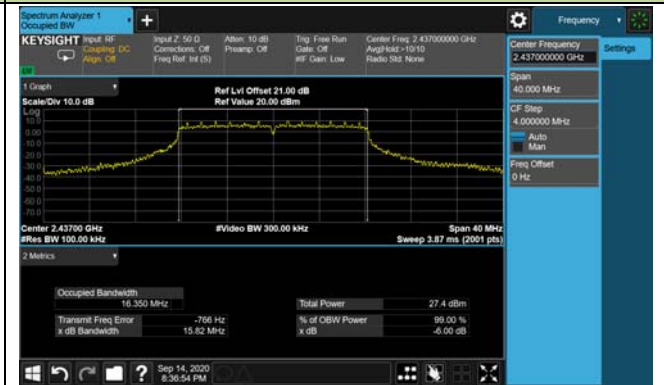 Spectrum Analyzer 1
Occupied BW
Frequency
KEYSIGHT Input: RF
Coupling: DC
Align: Off
Input Z: 50 Ω
Corrections: Off
Freq Ref: Int (S)
Atten: 10 dB
Preamp: Off
Trig: Free Run
Gate: Off
#IF Gain: Low
Center Freq: 2.437000000 GHz
Avg|Hold:>10/10
Radio Std: None
Center Frequency
2.437000000 GHz
Settings
Span
40.000 MHz
CF Step
4.000000 MHz
Auto
Man
Freq Offset
0 Hz
1 Graph
Scale/Div 10.0 dB
Ref Lvl Offset 21.00 dB
Ref Value 20.00 dBm
Log
10.0
0.00
-10.0
-20.0
-30.0
-40.0
-50.0
-60.0
-70.0
Center 2.43700 GHz
#Video BW 300.00 kHz
Span 40 MHz
#Res BW 100.00 kHz
Sweep 3.87 ms (2001 pts)
2 Metrics
Occupied Bandwidth
16.350 MHz
Total Power 27.4 dBm
Transmit Freq Error -766 Hz
% of OBW Power 99.00 %
x dB Bandwidth 15.82 MHz
x dB -6.00 dB
Sep 14, 2020
8:36:54 PM